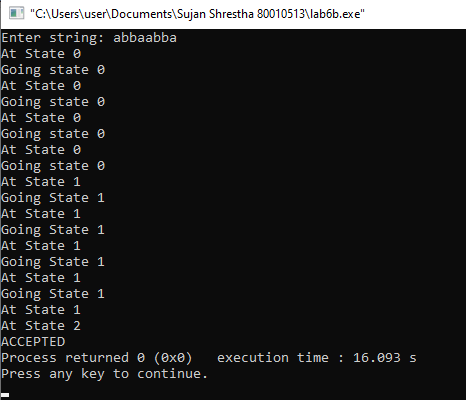 "C:\Users\user\Documents\Sujan Shrestha 80010513\lab6b.exe"
Enter string: abbaabba
At State 0
Going state 0
At State 0
Going state 0
At State 0
Going state 0
At State 0
Going state 0
At State 1
Going State 1
At State 1
Going State 1
At State 1
Going State 1
At State 1
Going State 1
At State 1
At State 2
ACCEPTED
Process returned 0 (0x0)   execution time : 16.093 s
Press any key to continue.